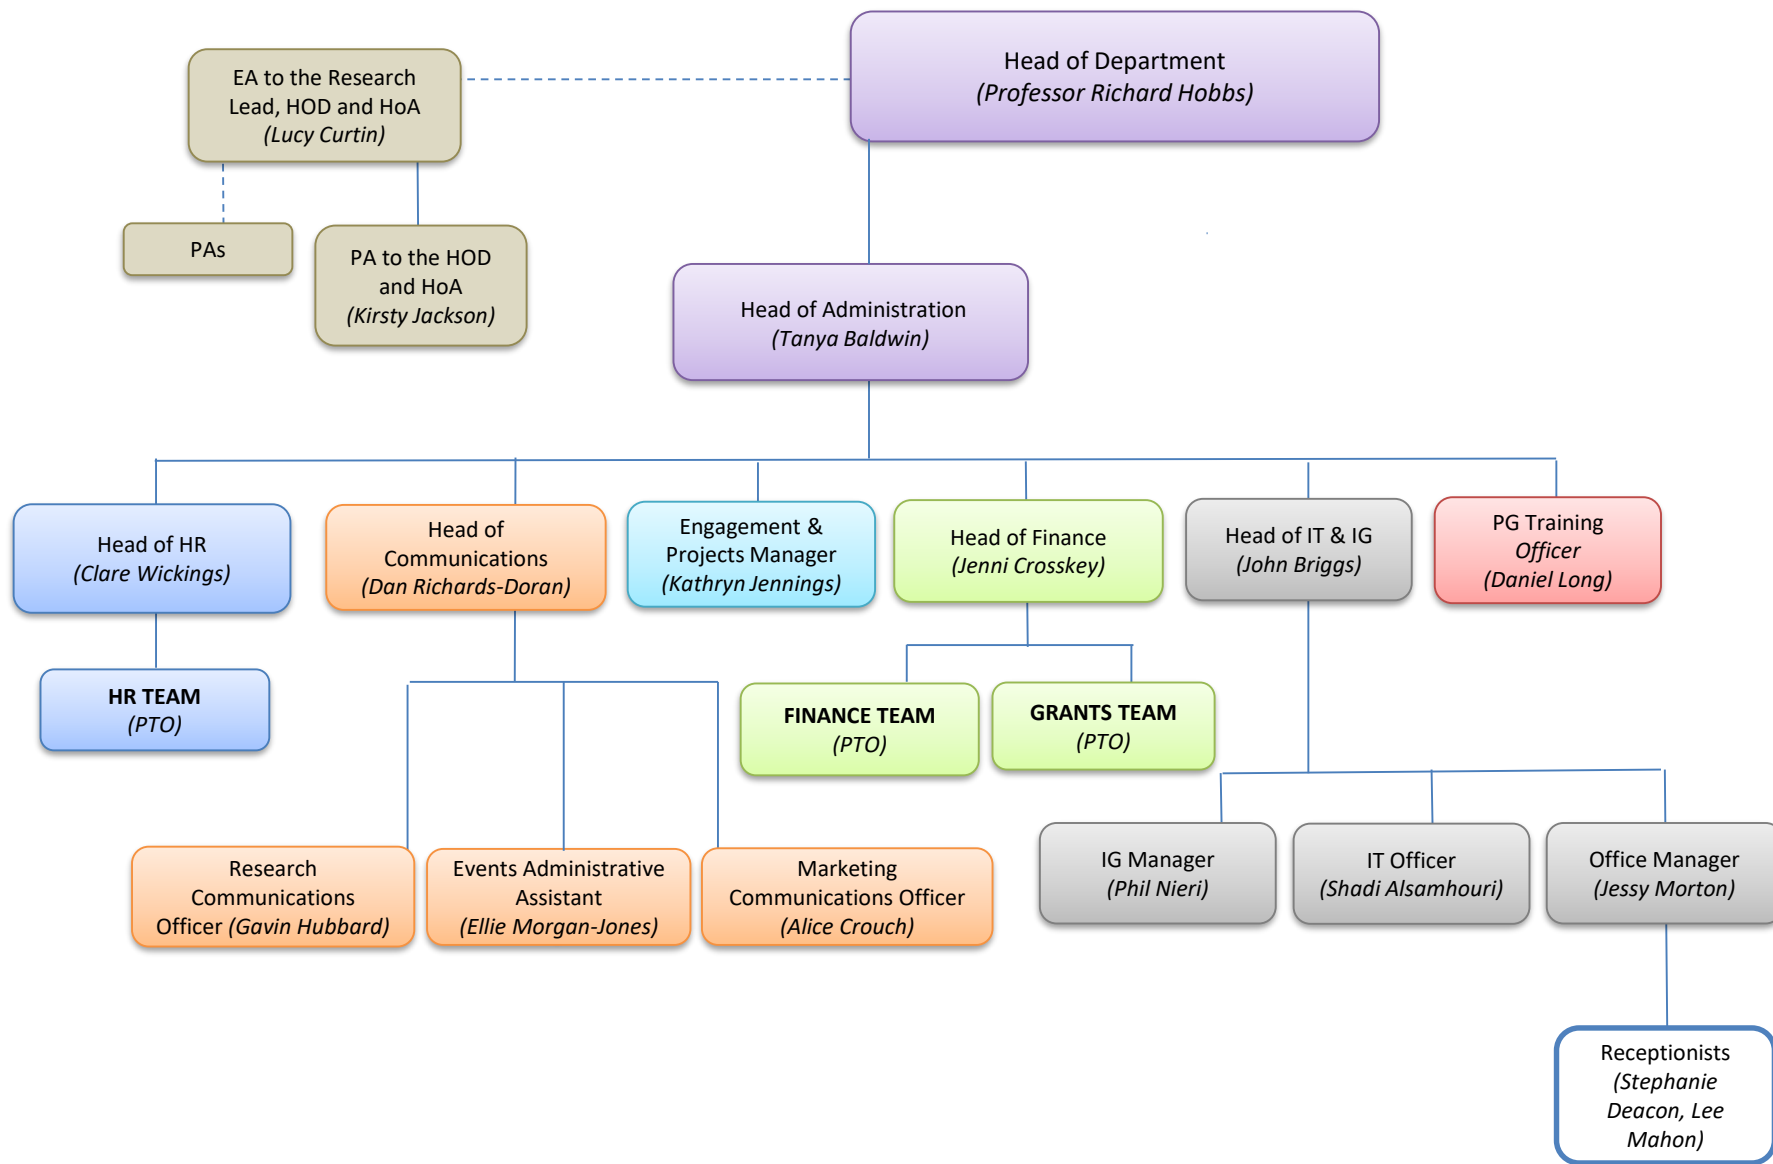 Head of Department
(Professor Richard Hobbs)
EA to the Research
Lead, HOD and HoA
(Lucy Curtin)
PAs
PA to the HOD
and HoA
(Kirsty Jackson)
Head of Administration
(Tanya Baldwin)
Head of HR
(Clare Wickings)
Head of
Communications
(Dan Richards-Doran)
Engagement &
Projects Manager
(Kathryn Jennings)
Head of Finance
(Jenni Crosskey)
Head of IT & IG
(John Briggs)
PG Training
Officer
(Daniel Long)
HR TEAM
(PTO)
FINANCE TEAM
(PTO)
GRANTS TEAM
(PTO)
Research
Communications
Officer (Gavin Hubbard)
Events Administrative
Assistant
(Ellie Morgan-Jones)
Marketing
Communications Officer
(Alice Crouch)
IG Manager
(Phil Nieri)
IT Officer
(Shadi Alsamhouri)
Office Manager
(Jessy Morton)
Receptionists
(Stephanie
Deacon, Lee
Mahon)